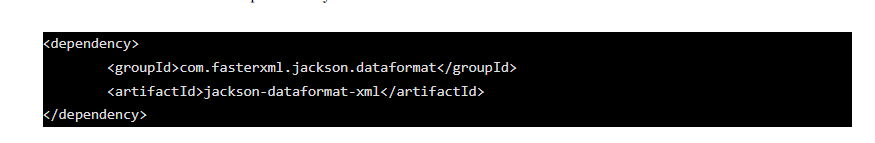 <dependency>
<groupId>com.fasterxml.jackson.dataformat</groupId>
<artifactId>jackson-dataformat-xml</artifactId>
</dependency>